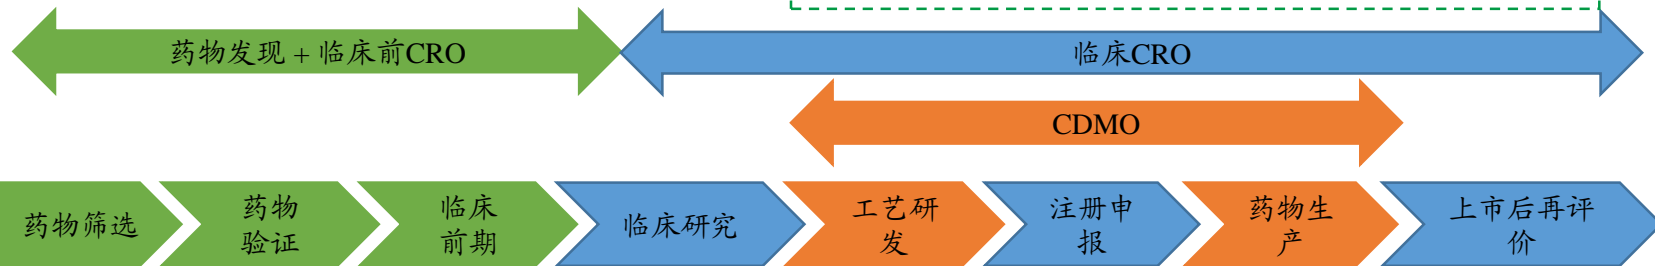 药物发现 + 临床前CRO
临床CRO
CDMO
药物筛选
药物
验证
临床
前期
临床研究
工艺研
发
注册申
报
药物生
产
上市后再评
价